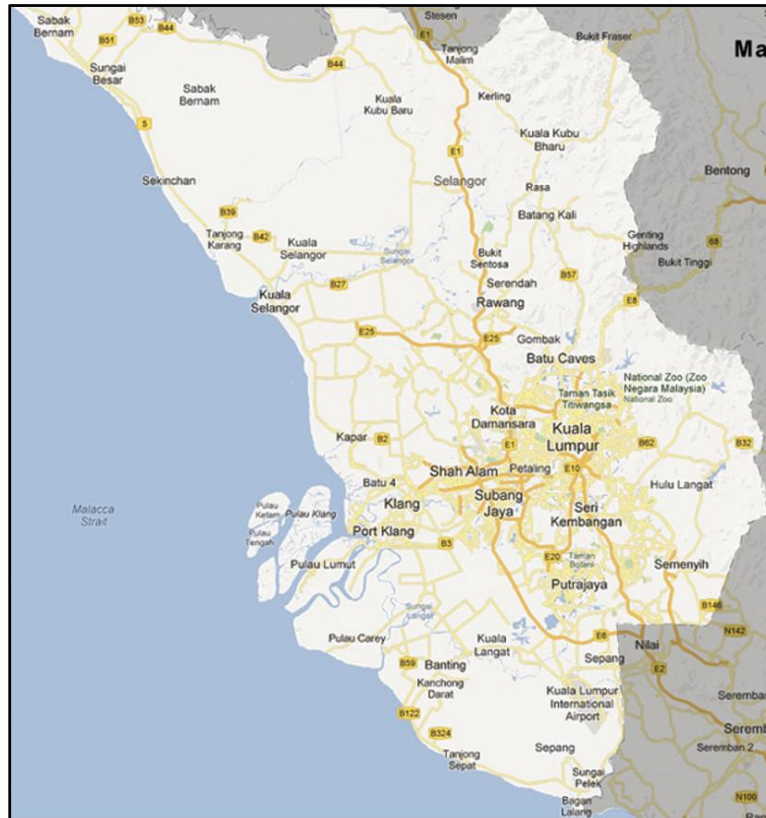 Sabak
Bernam
B53
B44
B51
Sungai
Besar
Sabak
Bernam
5
Sekinchan
B44
E1
Stesen
Tanjong
Malim
Bukit Fraser
Ma
Kuala
Kubu Baru
Kerling
Kuala Kubu
Bharu
E1
Selangor
Rasa
Batang Kali
Bentong
B39
Tanjong
Karang
B42
Kuala
Selangor
Sungai
Selangor
Bukit
Sentosa
Genting
Highlands
68
Bukit Tinggi
B27
Serendah
B57
Kuala
Selangor
Rawang
E8
E25
E25
Gombak
Batu Caves
National Zoo (Zoo
Negara Malaysia)
National Zoo
Taman Tasik
Titiwangsa
Kota
Damansara
Kuala
Lumpur
Kapar
B2
E1
B62
B32
Shah Alam
Petaling
E10
Batu 4
Hulu Langat
Klang
Subang
Jaya
Seri
Kembangan
Malacca
Strait
Pulau
Ketam
Pulau Klang
Port Klang
Pulau
Tengah
B3
E20
Taman
Botani
Semenyih
Pulau Lumut
Putrajaya
Sungai
Langat
B146
N142
Pulau Carey
Kuala
Langat
E6
Nilai
Sepang
B59
Banting
E2
Kanchong
Darat
Kuala Lumpur
International
Airport
Seremban
B122
B324
Seremb
Seremban 2
Tanjong
Sepat
Sepang
Sungai
Pelek
N100
Bagan
Lalang